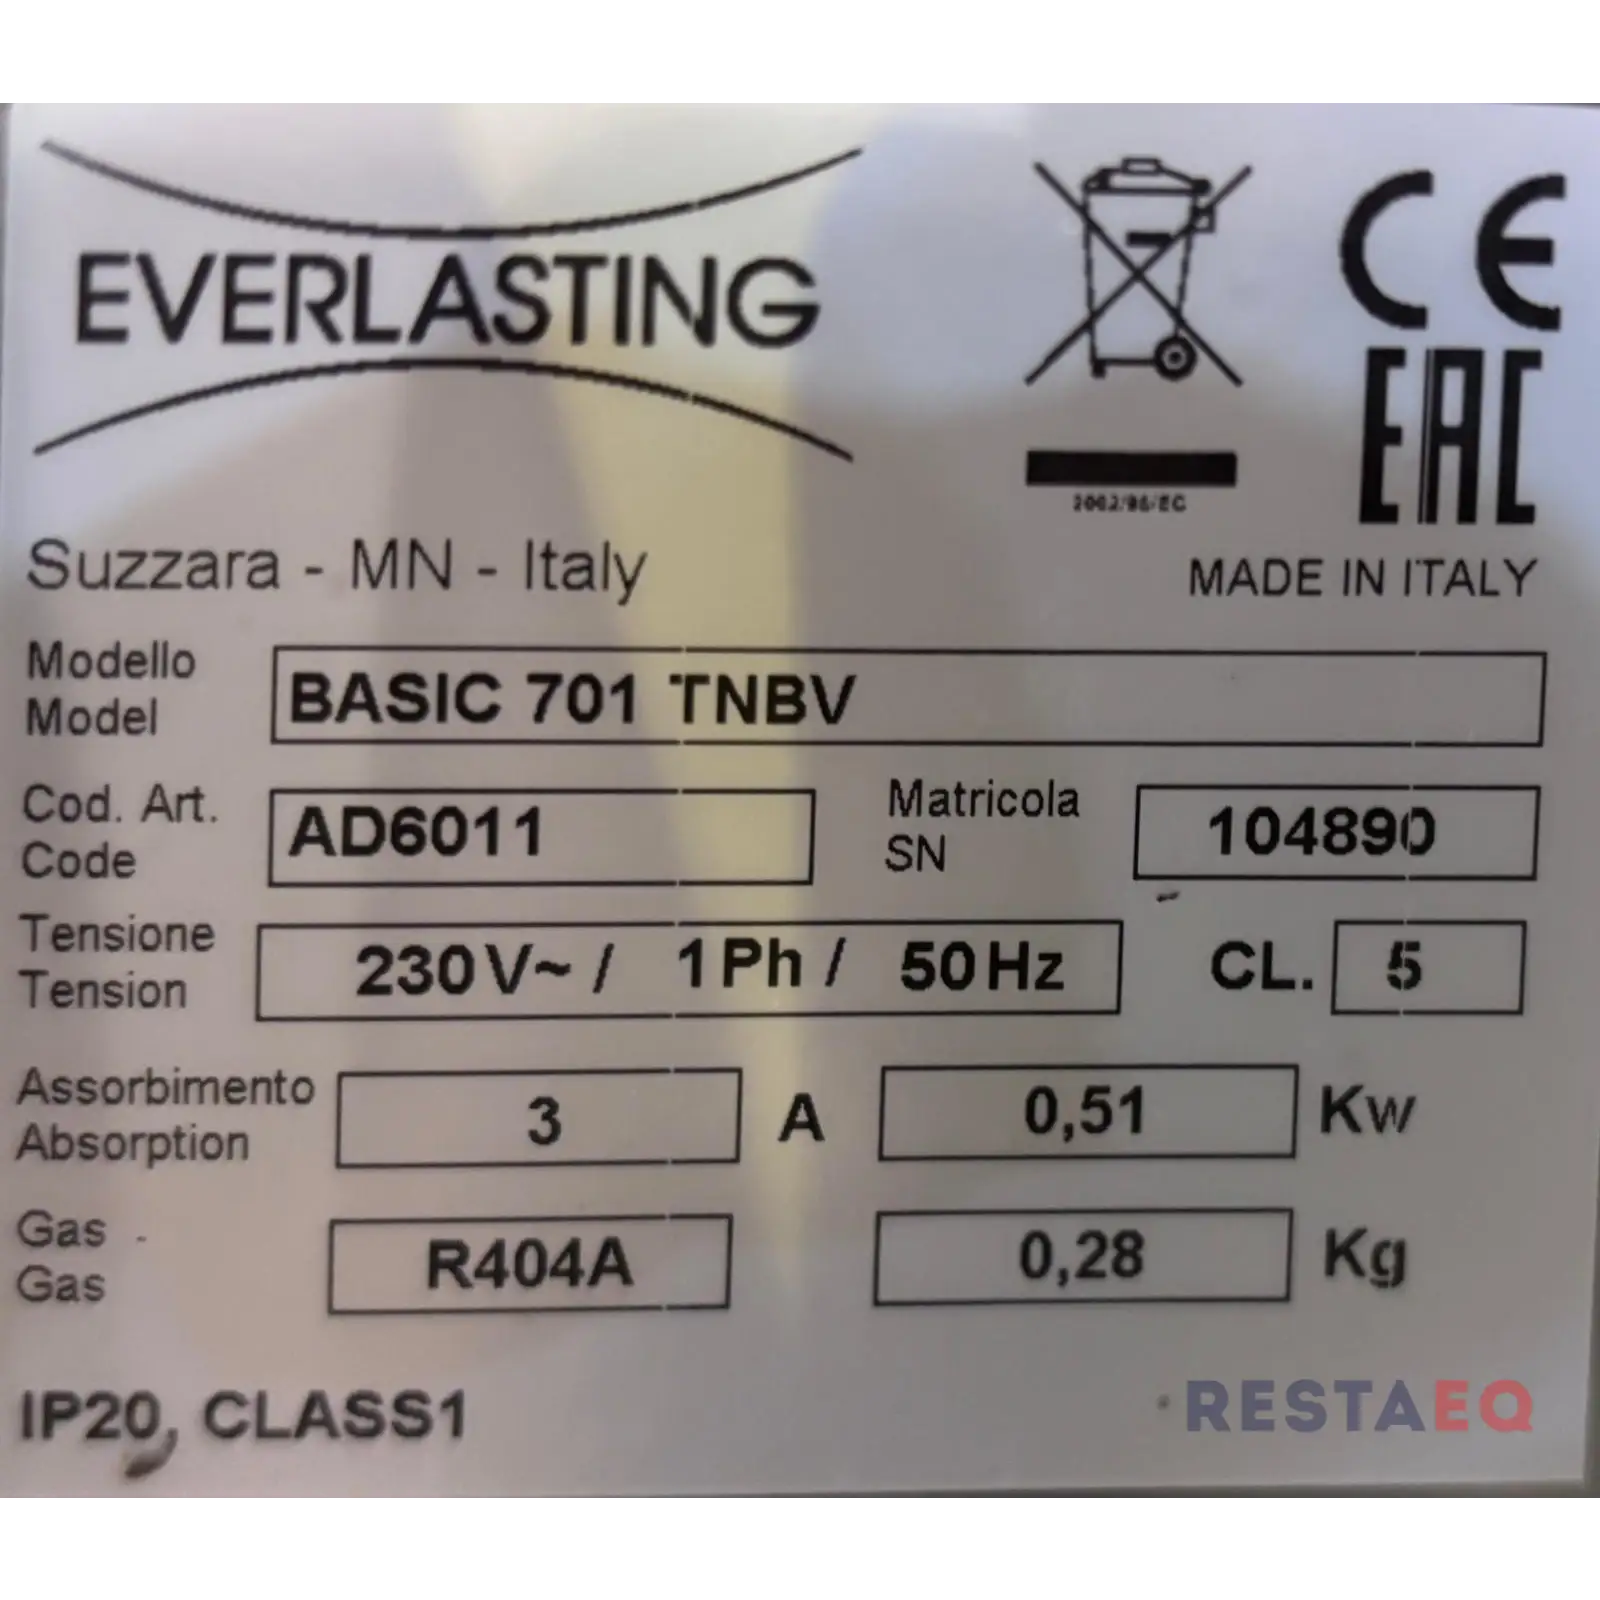 EVERLASTING
CE
EAC
2002/96/EC
Suzzara - MN - Italy
MADE IN ITALY
Modello
Model
BASIC 701 TNBV
Cod. Art.
Code
AD6011
Matricola
SN
104890
Tensione
Tension
230V~ / 1Ph / 50Hz
CL. 5
Assorbimento
Absorption
3 A
0,51 Kw
Gas
Gas
R404A
0,28 Kg
IP20, CLASS1
RESTAEQ